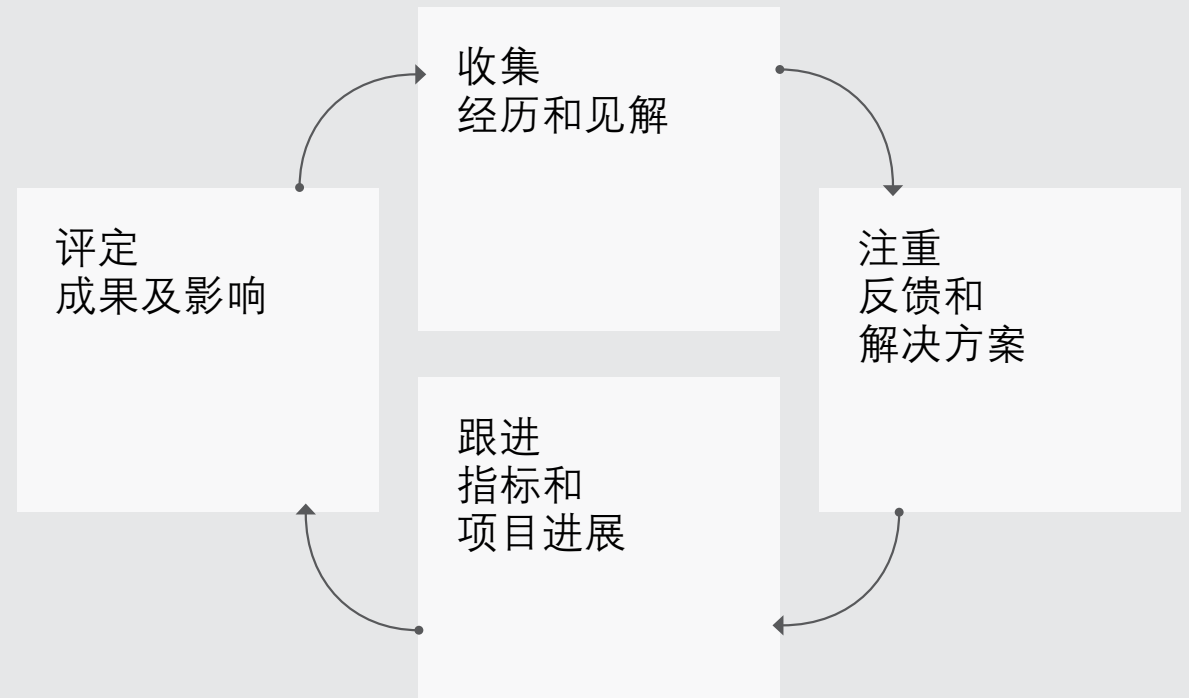 收集
经历和见解
评定
成果及影响
注重
反馈和
解决方案
跟进
指标和
项目进展